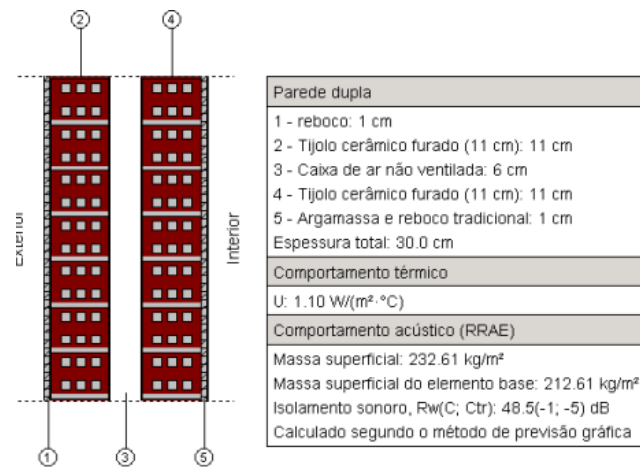 2
4
Exterior
Interior
1
3
5
Parede dupla
1 - reboco: 1 cm
2 - Tijolo cerâmico furado (11 cm): 11 cm
3 - Caixa de ar não ventilada: 6 cm
4 - Tijolo cerâmico furado (11 cm): 11 cm
5 - Argamassa e reboco tradicional: 1 cm
Espessura total: 30.0 cm
Comportamento térmico
U: 1.10 W/(m²·°C)
Comportamento acústico (RRAE)
Massa superficial: 232.61 kg/m²
Massa superficial do elemento base: 212.61 kg/m²
Isolamento sonoro, Rw(C; Ctr): 48.5(-1; -5) dB
Calculado segundo o método de previsão gráfica